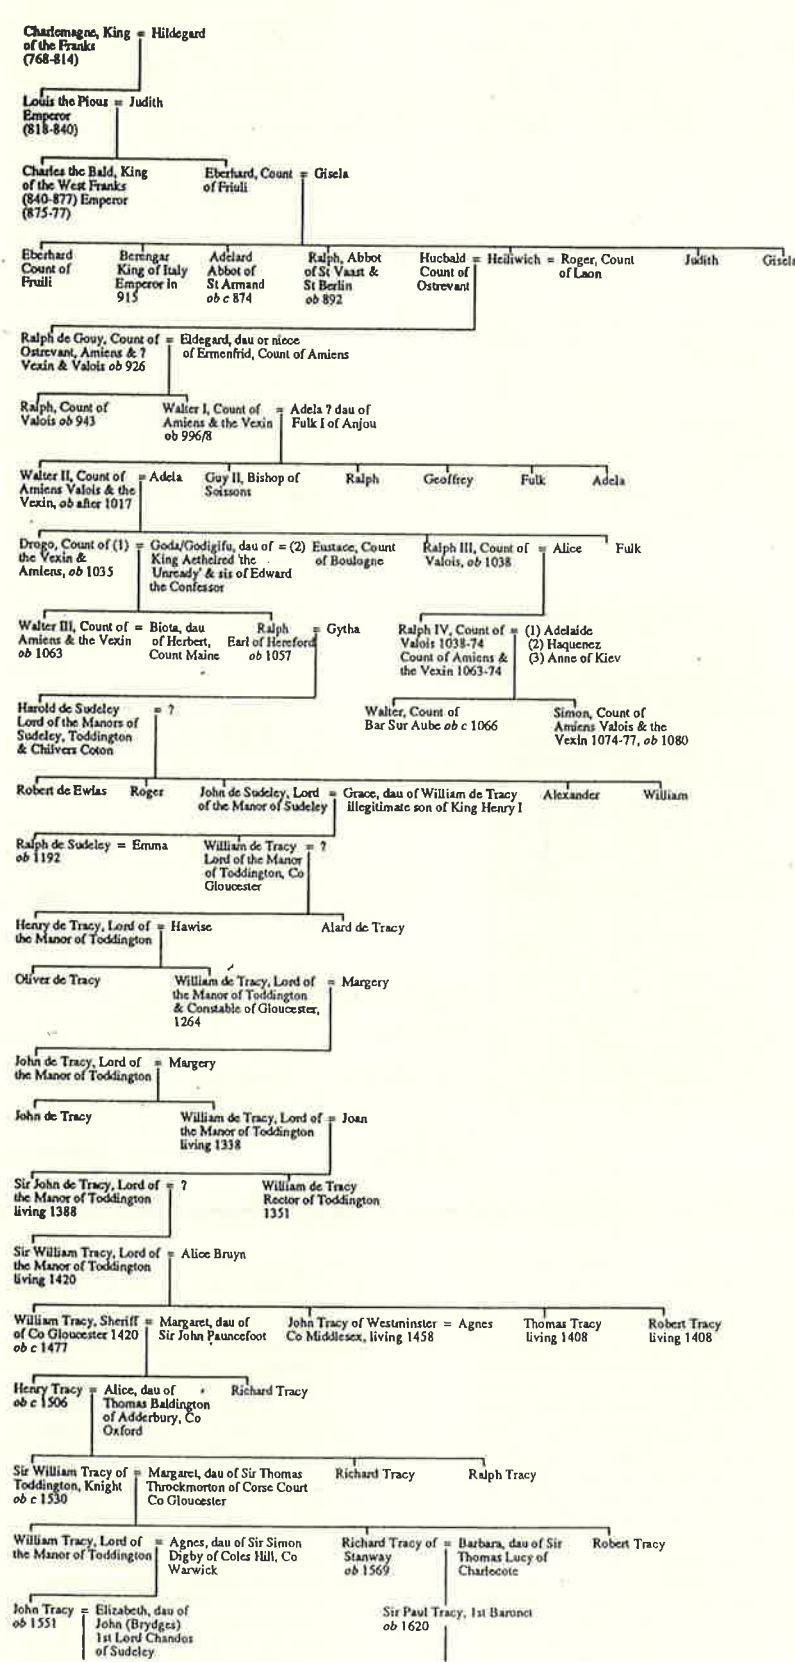 Charlemagne, King = Hildegard
of the Franks
(768-814)
Louis the Pious = Judith
Emperor
(818-840)
Charles the Bald, King
of the West Franks
(840-877) Emperor
(875-77)
Eberhard, Count = Gisela
of Friuli
Eberhard
Count of
Fruili
Berengar
King of Italy
Emperor in
915
Adelard
Abbot of
St Armand
ob c 874
Ralph, Abbot
of St Vaast &
St Berlin
ob 892
Hucbald = Heiliwich = Roger, Count
Count of
Ostrevant
of Laon
Judith
Gisela
Ralph de Gouy, Count of = Eldegard, dau or niece
Ostrevant, Amiens & ?
of Ermenfrid, Count of Amiens
Vexin & Valois ob 926
Ralph, Count of
Valois ob 943
Walter I, Count of = Adela ? dau of
Amiens & the Vexin
Fulk I of Anjou
ob 996/8
Walter II, Count of = Adela
Amiens Valois & the
Vexin, ob after 1017
Guy II, Bishop of
Soissons
Ralph
Geoffrey
Fulk
Adela
Drogo, Count of (1) = Goda/Godigifu, dau of = (2) Eustace, Count
the Vexin &
King Aethelred 'the
of Boulogne
Amiens, ob 1035
Unready' & sis of Edward
the Confessor
Ralph III, Count of = Alice
Valois, ob 1038
Fulk
Walter III, Count of = Biota, dau
Amiens & the Vexin
of Herbert,
ob 1063
Count Maine
Ralph = Gytha
Earl of Hereford
ob 1057
Ralph IV, Count of = (1) Adelaide
Valois 1038-74
(2) Haquenez
Count of Amiens &
(3) Anne of Kiev
the Vexin 1063-74
Harold de Sudeley = ?
Lord of the Manors of
Sudeley, Toddington
& Chilvers Coton
Walter, Count of
Bar Sur Aube ob c 1066
Simon, Count of
Amiens Valois & the
Vexin 1074-77, ob 1080
Robert de Ewias
Roger
John de Sudeley, Lord = Grace, dau of William de Tracy
of the Manor of Sudeley
illegitimate son of King Henry I
Alexander
William
Ralph de Sudeley = Emma
ob 1192
William de Tracy = ?
Lord of the Manor
of Toddington, Co
Gloucester
Henry de Tracy, Lord of = Hawise
the Manor of Toddington
Alard de Tracy
Oliver de Tracy
William de Tracy, Lord of = Margery
the Manor of Toddington
& Constable of Gloucester,
1264
John de Tracy, Lord of = Margery
the Manor of Toddington
John de Tracy
William de Tracy, Lord of = Joan
the Manor of Toddington
living 1338
Sir John de Tracy, Lord of = ?
the Manor of Toddington
living 1388
William de Tracy
Rector of Toddington
1351
Sir William Tracy, Lord of = Alice Bruyn
the Manor of Toddington
living 1420
William Tracy, Sheriff = Margaret, dau of
of Co Gloucester 1420
Sir John Pauncefoot
ob c 1477
John Tracy of Westminster = Agnes
Co Middlesex, living 1458
Thomas Tracy
living 1408
Robert Tracy
living 1408
Henry Tracy = Alice, dau of
ob c 1506
Thomas Baldington
of Adderbury, Co
Oxford
Richard Tracy
Sir William Tracy of = Margaret, dau of Sir Thomas
Toddington, Knight
Throckmorton of Corse Court
ob c 1530
Co Gloucester
Richard Tracy
Ralph Tracy
William Tracy, Lord of = Agnes, dau of Sir Simon
the Manor of Toddington
Digby of Coles Hill, Co
Warwick
Richard Tracy of = Barbara, dau of Sir
Stanway
Thomas Lucy of
ob 1569
Charlecote
Robert Tracy
John Tracy = Elizabeth, dau of
ob 1551
John (Brydges)
1st Lord Chandos
of Sudeley
Sir Paul Tracy, 1st Baronet
ob 1620